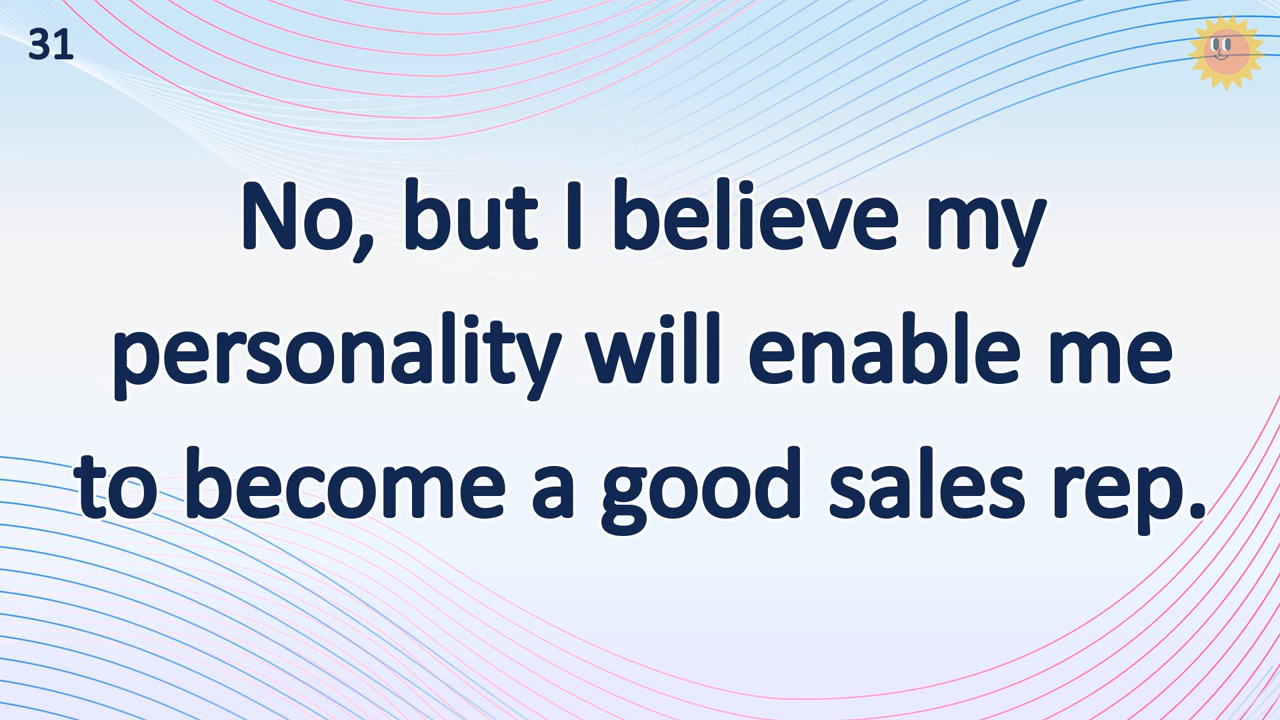 31
No, but I believe my
personality will enable me
to become a good sales rep.